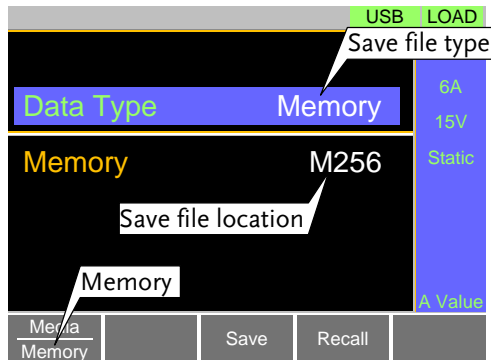 USB LOAD
Save file type
6A
Data Type Memory
15V
Memory M256
Static
Save file location
Memory
A Value
Media
Memory
Save
Recall